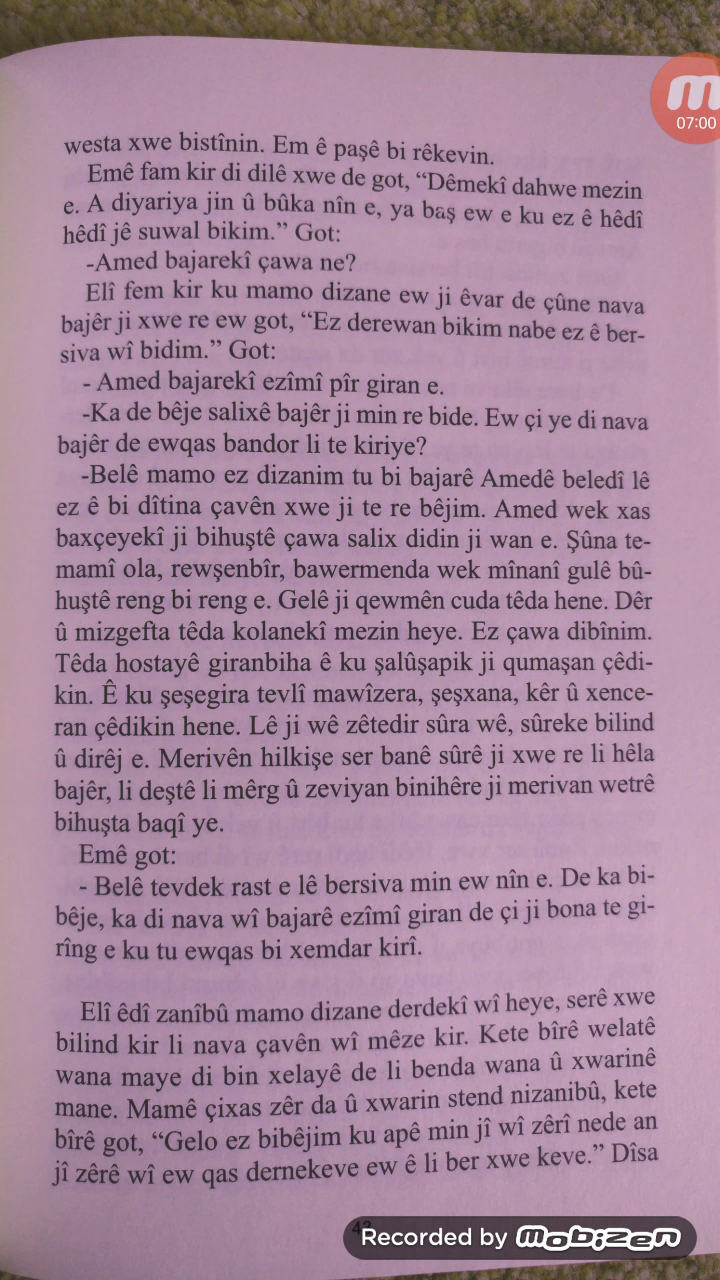 westa xwe bistînin. Em ê paşê bi rêkevin.
Emê fam kir di dilê xwe de got, “Dêmekî dahwe mezin
e. A diyariya jin û bûka nîn e, ya baş ew e ku ez ê hêdî
hêdî jê suwal bikim.” Got:
-Amed bajarekî çawa ne?
Elî fem kir ku mamo dizane ew ji êvar de çûne nava
bajêr ji xwe re ew got, “Ez derewan bikim nabe ez ê ber-
siva wî bidim.” Got:
- Amed bajarekî ezîmî pîr giran e.
-Ka de bêje salixê bajêr ji min re bide. Ew çi ye di nava
bajêr de ewqas bandor li te kiriye?
-Belê mamo ez dizanim tu bi bajarê Amedê beledî lê
ez ê bi dîtina çavên xwe ji te re bêjim. Amed wek xas
baxçeyekî ji bihuştê çawa salix didin ji wan e. Şûna te-
mamî ola, rewşenbîr, bawermenda wek mînanî gulê bû-
huştê reng bi reng e. Gelê ji qewmên cuda têda hene. Dêr
û mizgefta têda kolanekî mezin heye. Ez çawa dibînim.
Têda hostayê giranbiha ê ku şalûşapik ji qumaşan çêdi-
kin. Ê ku şeşegira tevlî mawîzera, şeşxana, kêr û xence-
ran çêdikin hene. Lê ji wê zêtedir sûra wê, sûreke bilind
û dirêj e. Merivên hilkişe ser banê sûrê ji xwe re li hêla
bajêr, li deştê li mêrg û zeviyan binihêre ji merivan wetrê
bihuşta baqî ye.
Emê got:
- Belê tevdek rast e lê bersiva min ew nîn e. De ka bi-
bêje, ka di nava wî bajarê ezîmî giran de çi ji bona te gi-
rîng e ku tu ewqas bi xemdar kirî.
Elî êdî zanîbû mamo dizane derdekî wî heye, serê xwe
bilind kir li nava çavên wî mêze kir. Kete bîrê welatê
wana maye di bin xelayê de li benda wana û xwarinê
mane. Mamê çixas zêr da û xwarin stend nizanibû, kete
bîrê got, “Gelo ez bibêjim ku apê min jî wî zêrî nede an
jî zêrê wî ew qas dernekeve ew ê li ber xwe keve.” Dîsa
07:00
Recorded by mobizen